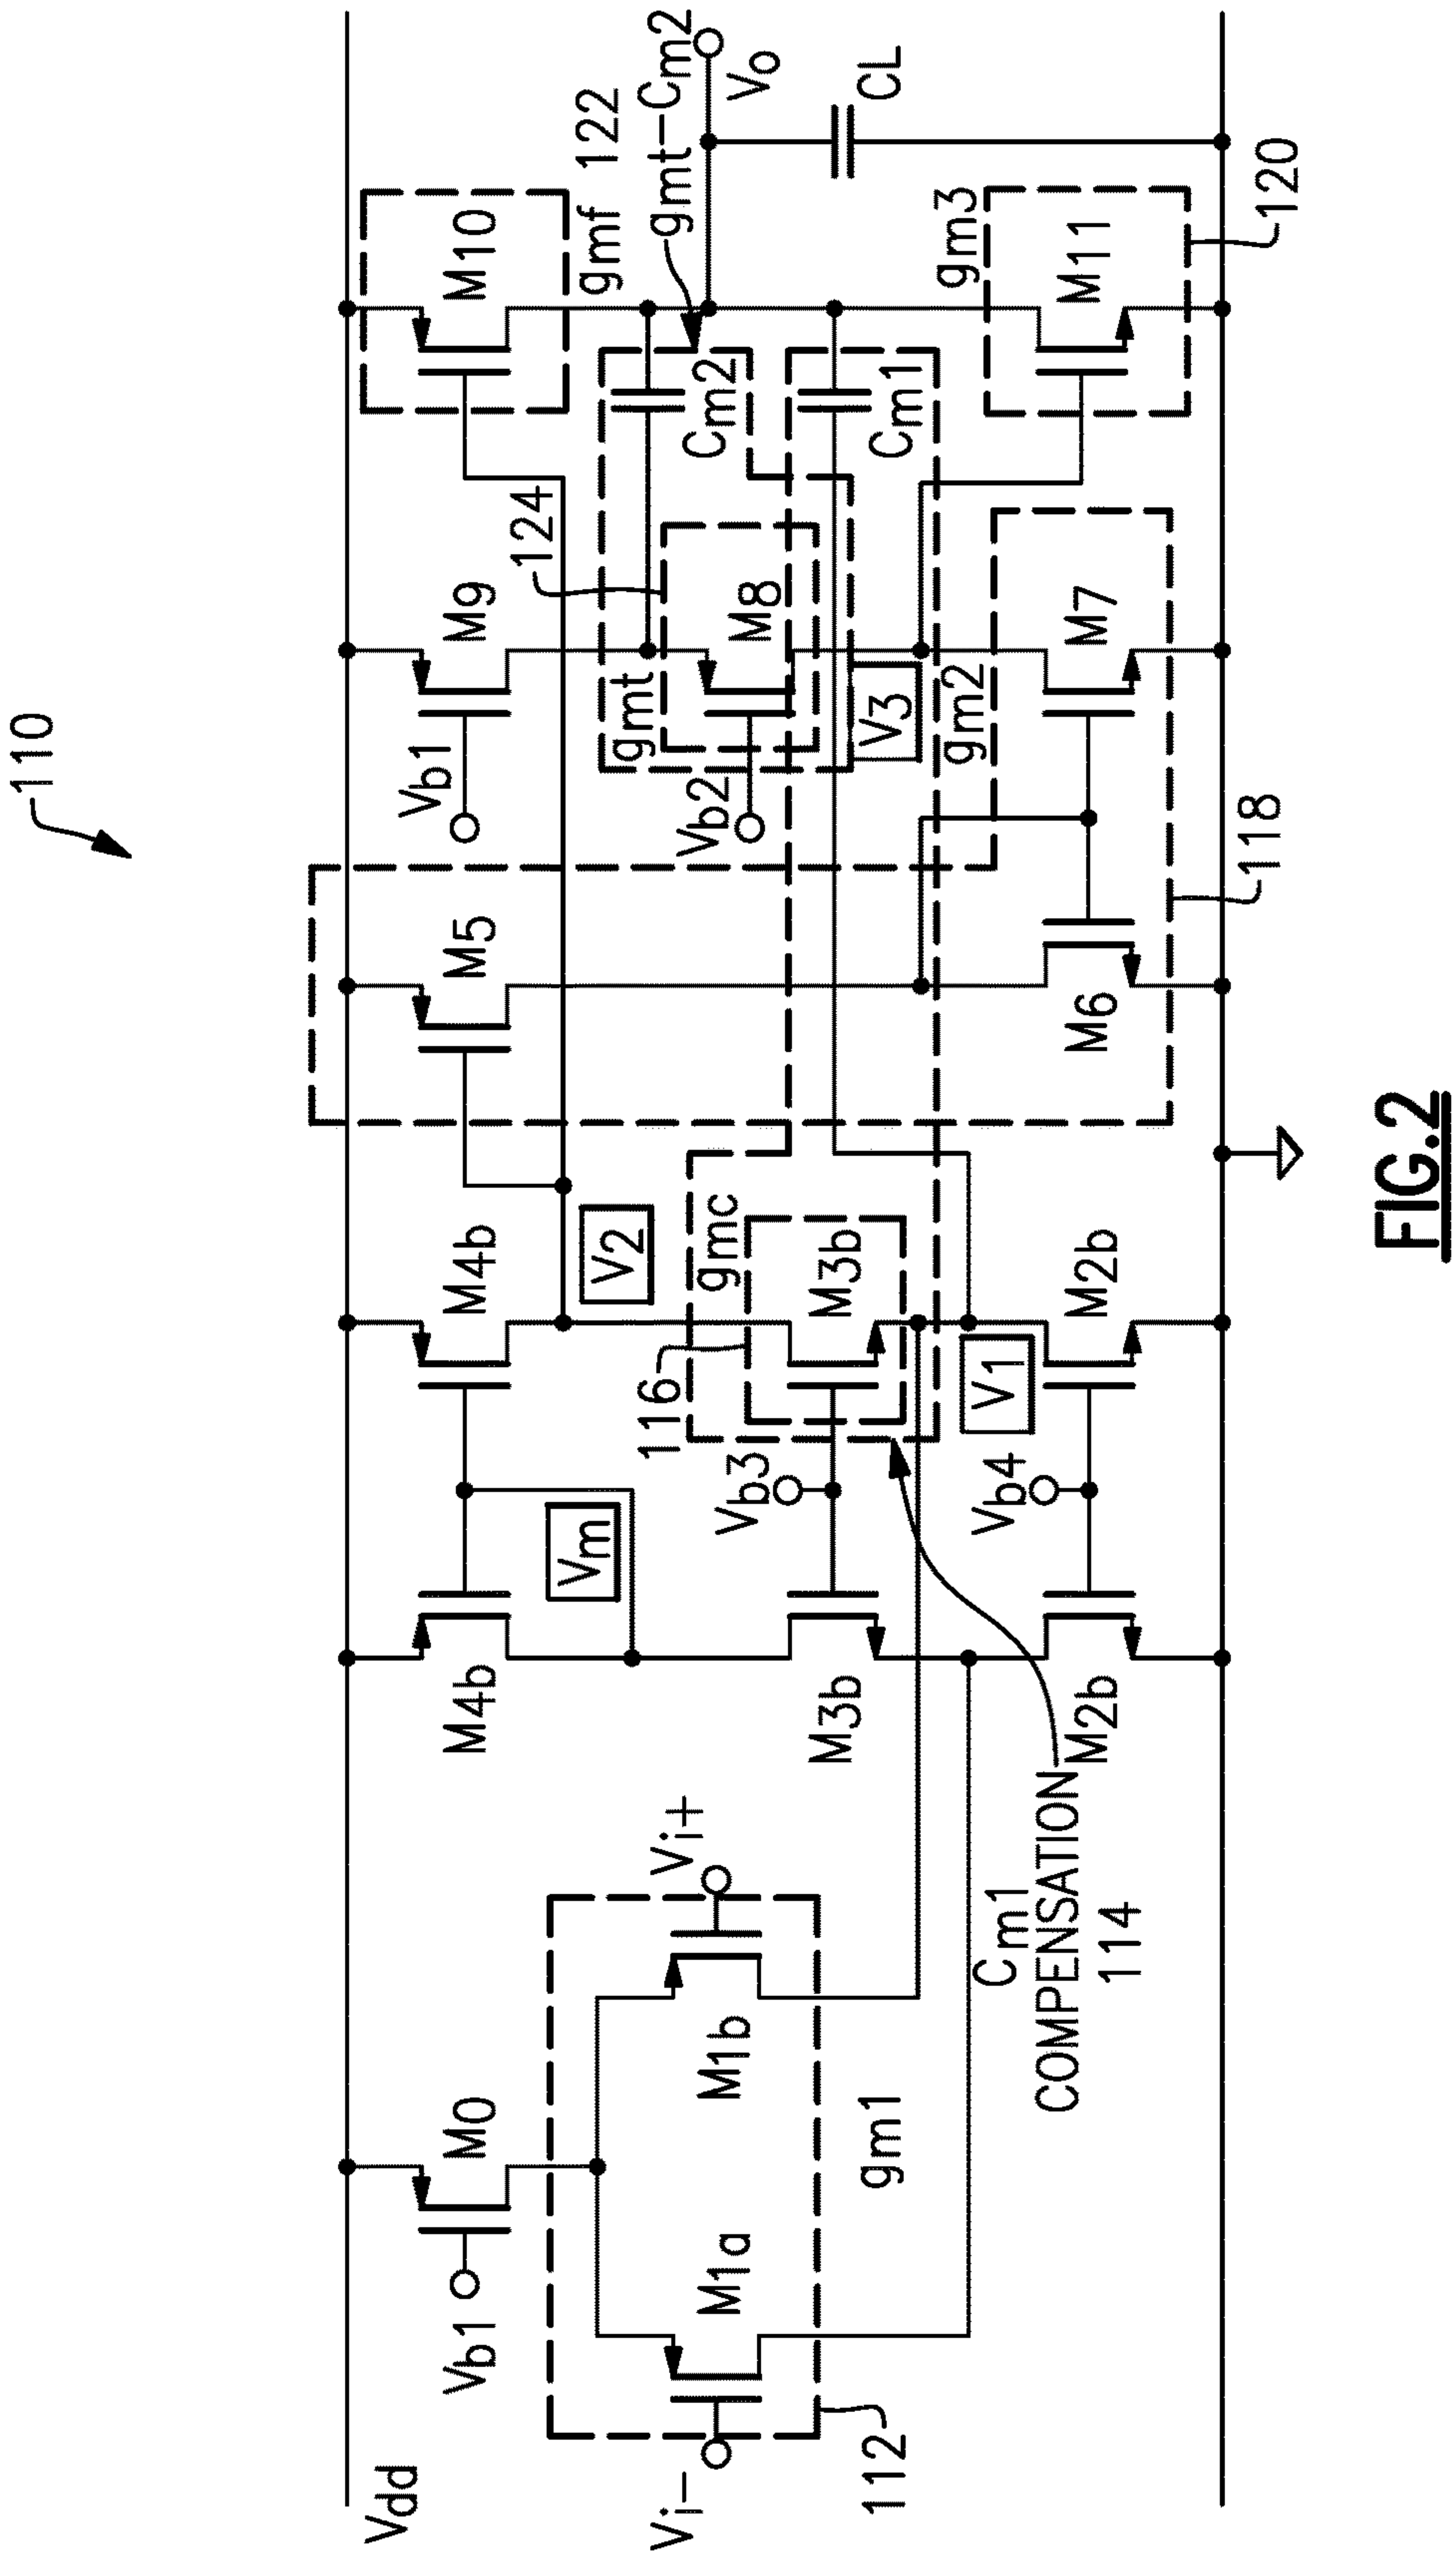 110
Vdd
Vb1
M0
Vi−
M1a
M1b
Vi+
gm1
112
M4b
M4b
Vm
V2
116
gmc
M3b
Vb3
M3b
V1
M2b
Vb4
M2b
Cm1
COMPENSATION
114
M5
M6
118
Vb1
M9
124
gmt
Vb2
M8
V3
gm2
M7
M10
gmf
122
gmt−Cm2
Cm2
Cm1
gm3
M11
120
Vo
CL
FIG.2